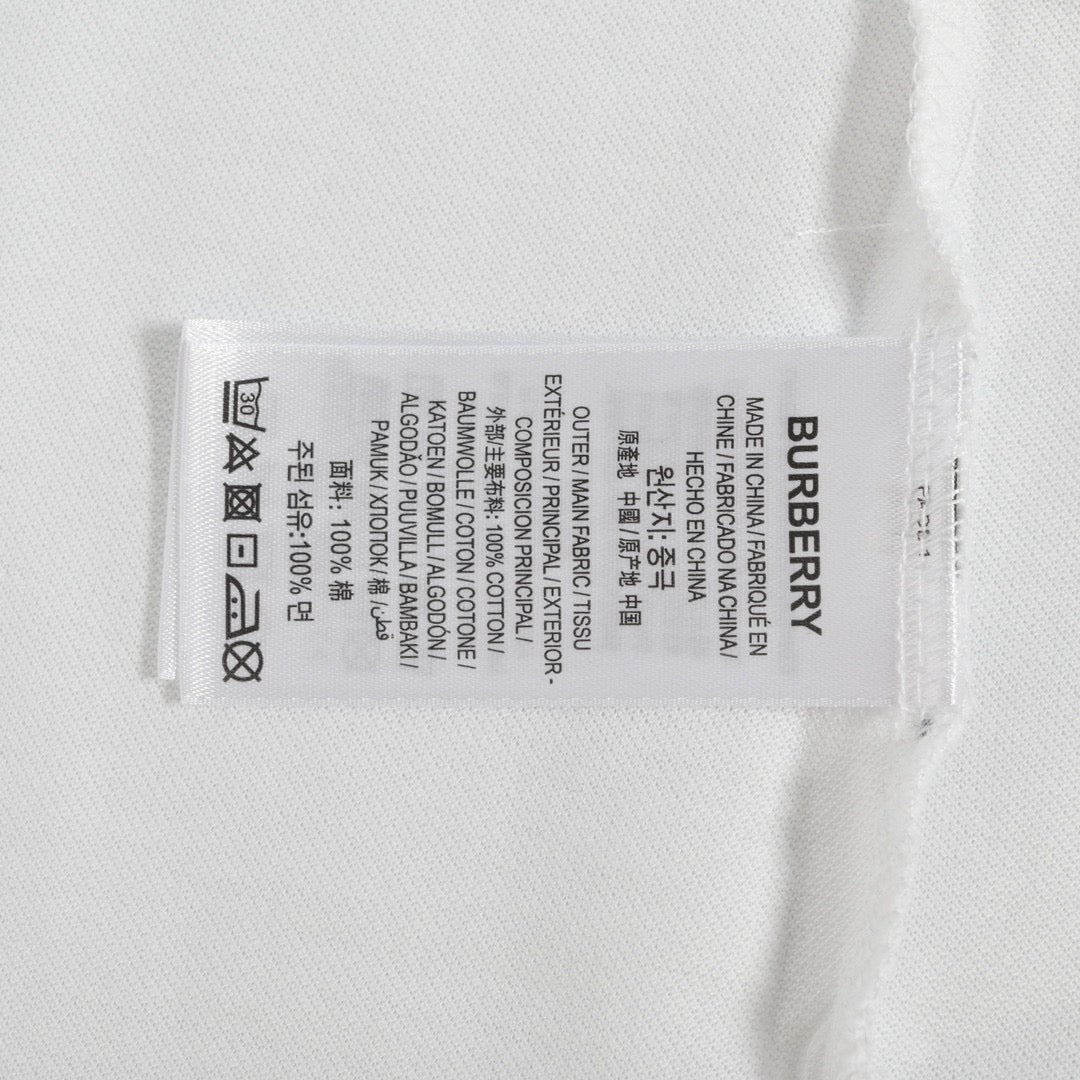 BURBERRY
MADE IN CHINA / FABRIQUÉ EN
CHINE / FABRICADO NA CHINA /
HECHO EN CHINA
원산지: 중국
原產地 中國 / 原产地 中国
OUTER / MAIN FABRIC / TISSU
EXTÉRIEUR / PRINCIPAL / EXTERIOR-
COMPOSICION PRINCIPAL /
外部/主要布料: 100% COTTON /
BAUMWOLLE / COTON / COTONE /
KATOEN / BOMULL / ALGODÓN /
ALGODÃO / PUUVILLA / BAMBAKI /
PAMUK / ХΠОПОК / 棉 / قطن
面料: 100% 棉
주된 섬유:100% 면
30